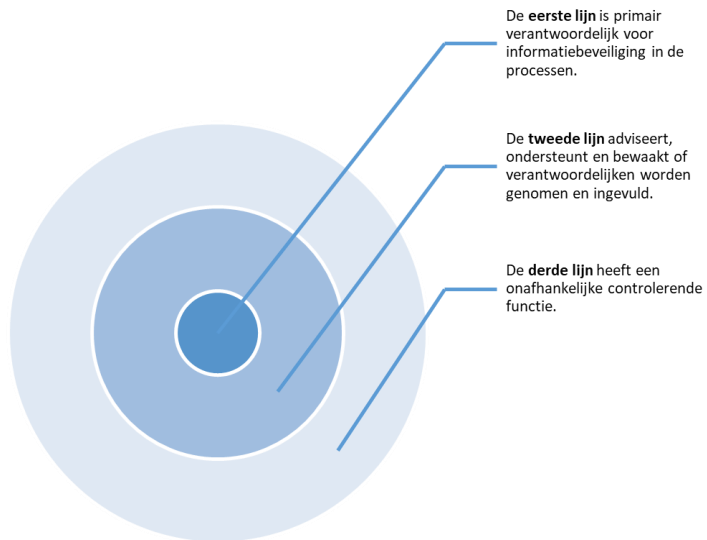 De eerste lijn is primair
verantwoordelijk voor
informatiebeveiliging in de
processen.
De tweede lijn adviseert,
ondersteunt en bewaakt of
verantwoordelijken worden
genomen en ingevuld.
De derde lijn heeft een
onafhankelijke controlerende
functie.